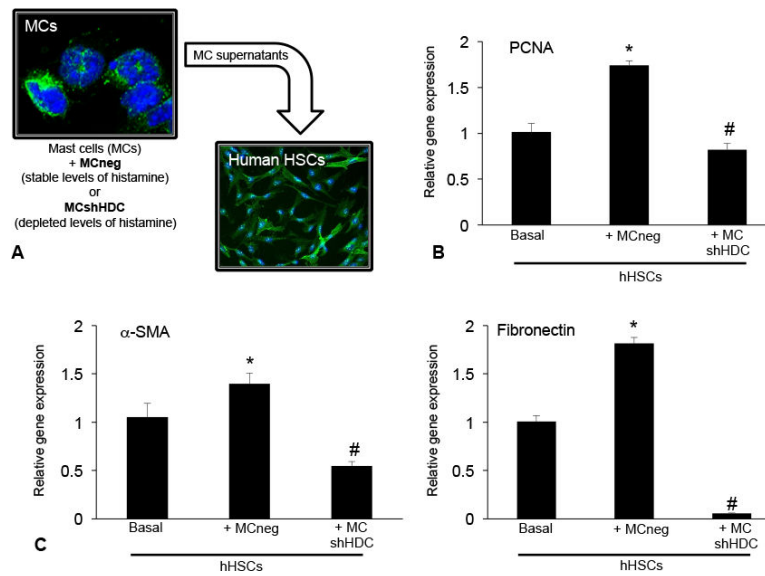 MCs
MC supernatants
Human HSCs
Mast cells (MCs)
+ MCneg
(stable levels of histamine)
or
MCshHDC
(depleted levels of histamine)
A
PCNA
Relative gene expression
2
1.5
1
0.5
0
*
#
Basal
+ MCneg
+ MC
shHDC
hHSCs
B
α-SMA
Relative gene expression
2
1.5
1
0.5
0
*
#
Basal
+ MCneg
+ MC
shHDC
hHSCs
C
Fibronectin
Relative gene expression
2
1.5
1
0.5
0
*
#
Basal
+ MCneg
+ MC
shHDC
hHSCs